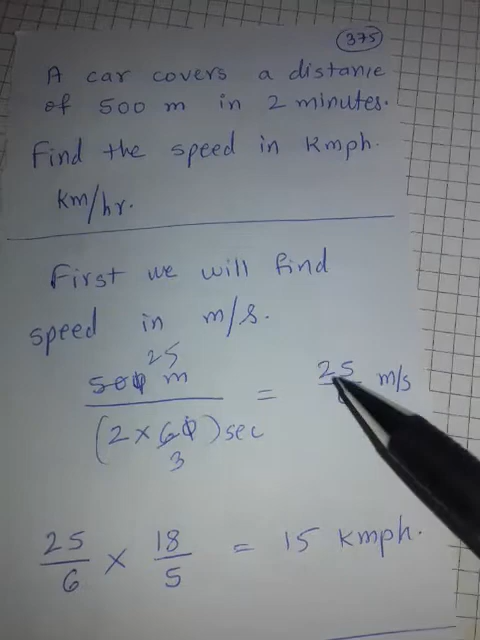 375
A car covers a distance
of 500 m in 2 minutes.
Find the speed in Kmph.
Km/hr.
First we will find
speed in m/s.
25
500 m
(2 × 60) sec = 25 m/s
3
25/6 × 18/5 = 15 Kmph.